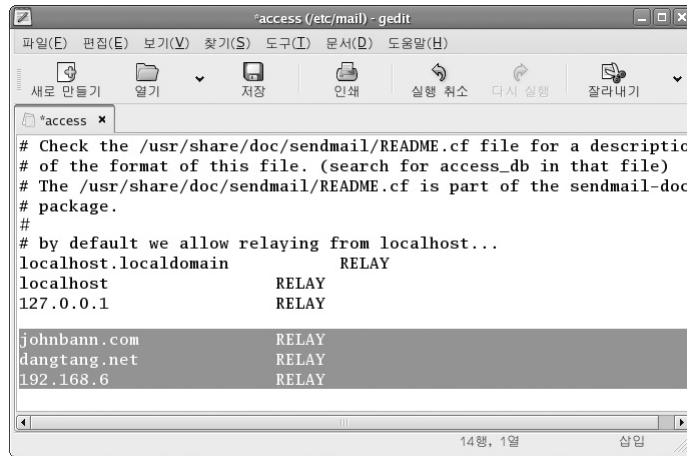 *access (/etc/mail) - gedit
파일(F) 편집(E) 보기(V) 찾기(S) 도구(T) 문서(D) 도움말(H)
새로 만들기 열기 저장 인쇄 실행 취소 다시 실행 잘라내기
*access
# Check the /usr/share/doc/sendmail/README.cf file for a descriptio
# of the format of this file. (search for access_db in that file)
# The /usr/share/doc/sendmail/README.cf is part of the sendmail-doc
# package.
#
# by default we allow relaying from localhost...
localhost.localdomain RELAY
localhost RELAY
127.0.0.1 RELAY
johnbann.com RELAY
dangtang.net RELAY
192.168.6 RELAY
14행, 1열 삽입